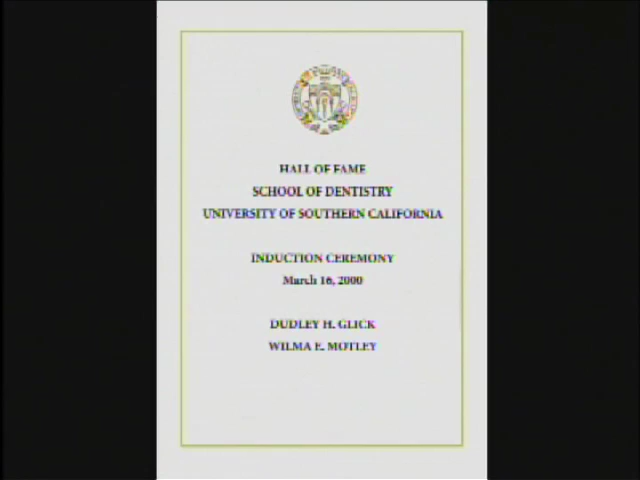 HALL OF FAME
SCHOOL OF DENTISTRY
UNIVERSITY OF SOUTHERN CALIFORNIA
INDUCTION CEREMONY
March 16, 2000
DUDLEY H. GLICK
WILMA E. MOTLEY